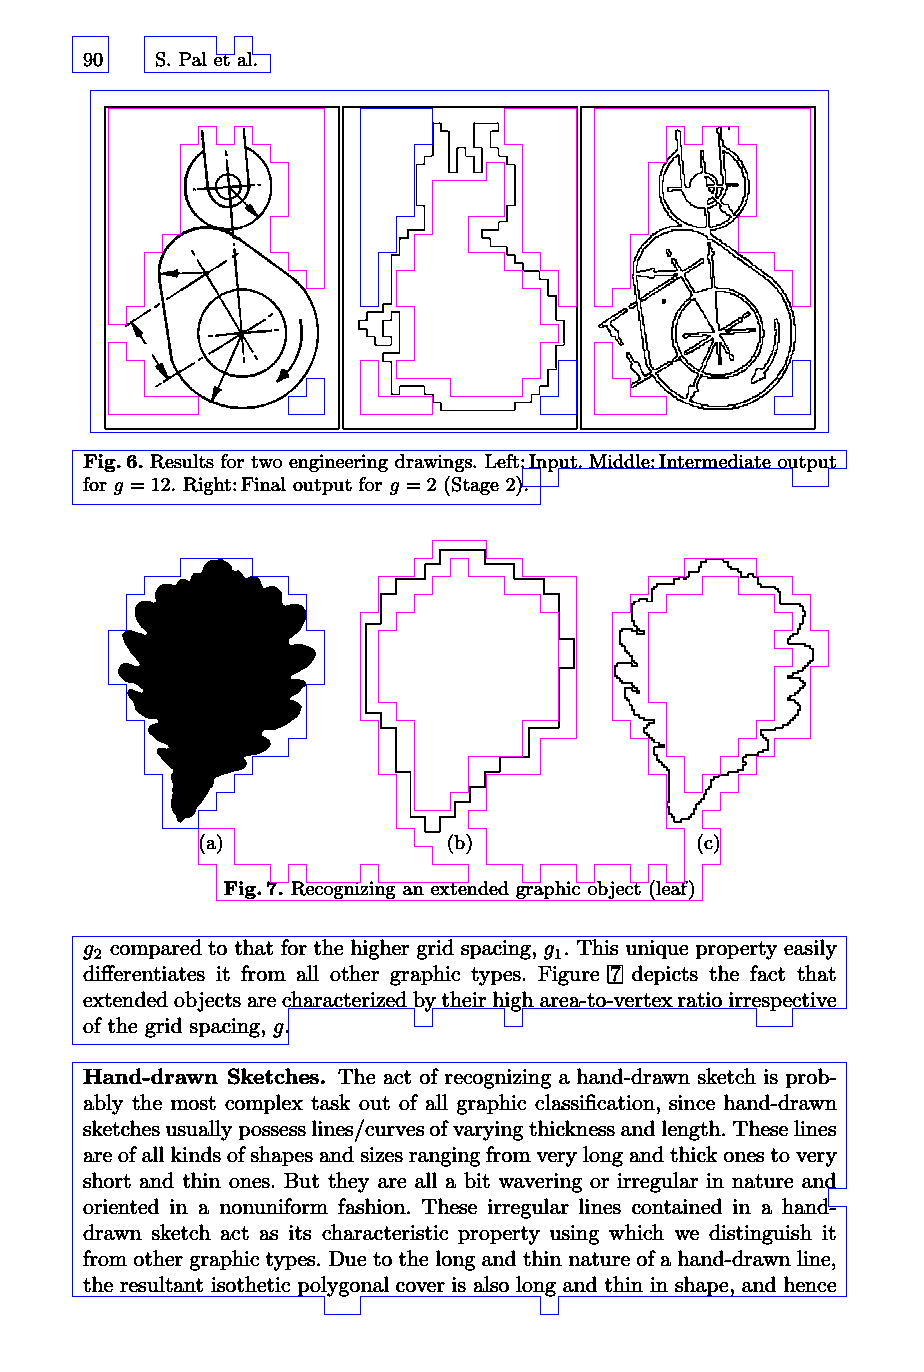 90 S. Pal et al.
Fig. 6. Results for two engineering drawings. Left: Input. Middle: Intermediate output
for g = 12. Right: Final output for g = 2 (Stage 2).
(a) (b) (c)
Fig. 7. Recognizing an extended graphic object (leaf)
g₂ compared to that for the higher grid spacing, g₁. This unique property easily
differentiates it from all other graphic types. Figure 7 depicts the fact that
extended objects are characterized by their high area-to-vertex ratio irrespective
of the grid spacing, g.
Hand-drawn Sketches. The act of recognizing a hand-drawn sketch is prob-
ably the most complex task out of all graphic classification, since hand-drawn
sketches usually possess lines/curves of varying thickness and length. These lines
are of all kinds of shapes and sizes ranging from very long and thick ones to very
short and thin ones. But they are all a bit wavering or irregular in nature and
oriented in a nonuniform fashion. These irregular lines contained in a hand-
drawn sketch act as its characteristic property using which we distinguish it
from other graphic types. Due to the long and thin nature of a hand-drawn line,
the resultant isothetic polygonal cover is also long and thin in shape, and hence